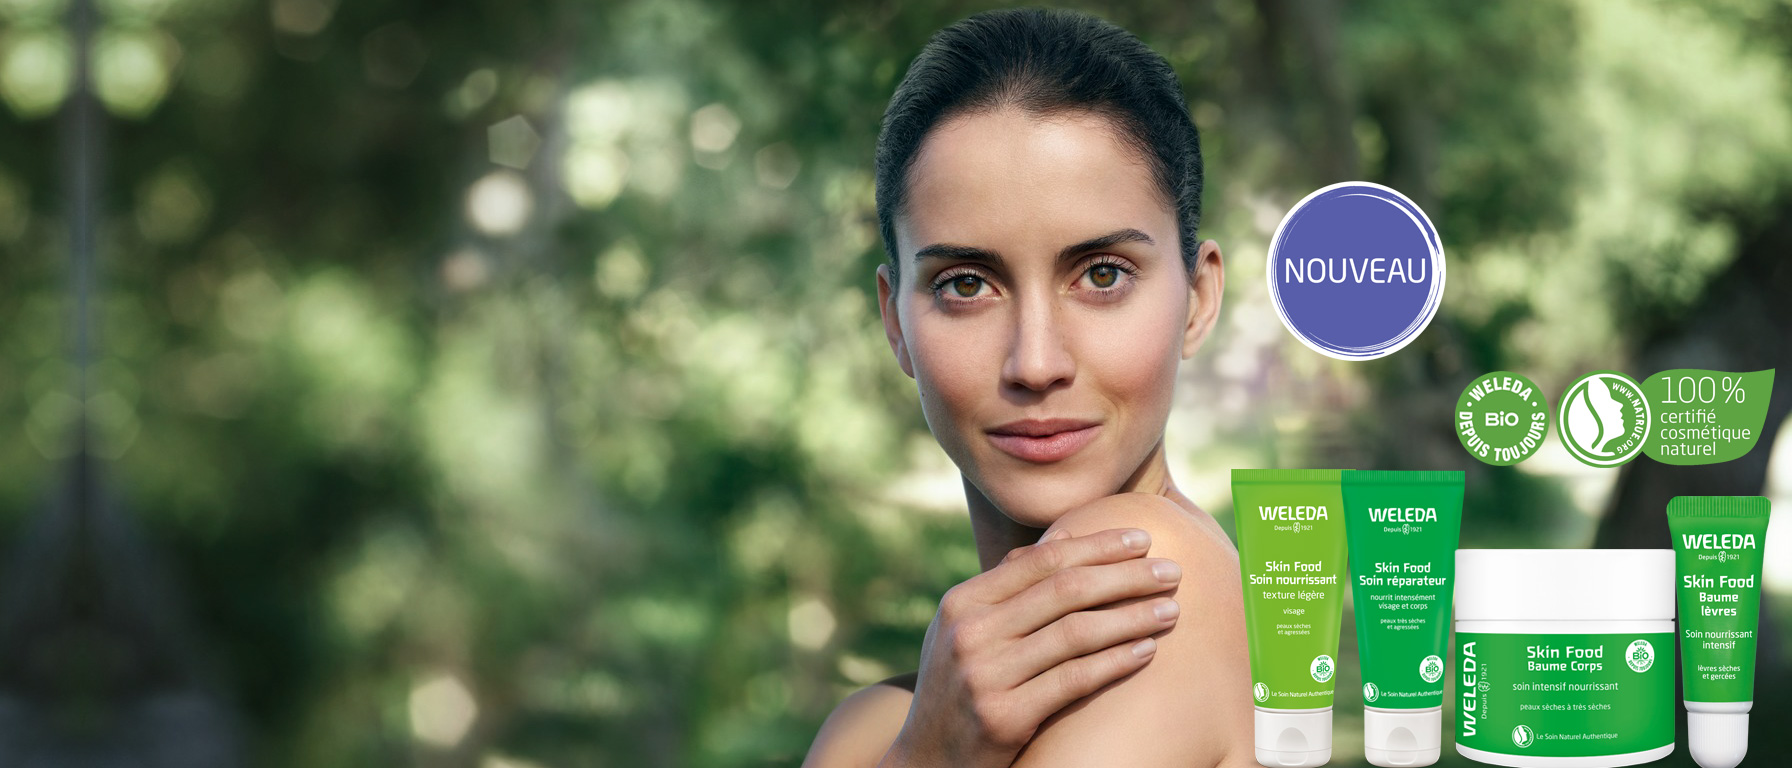 NOUVEAU
WELEDA
BIO
DEPUIS TOUJOURS
WWW.NATRUE.ORG
100 %
certifié
cosmétique
naturel
WELEDA
Depuis 1921
Skin Food
Soin nourrissant
texture légère
visage
peaux sèches
et agressées
BIO
Le Soin Naturel Authentique
WELEDA
Depuis 1921
Skin Food
Soin réparateur
nourrit intensément
visage et corps
peaux très sèches
et agressées
BIO
Le Soin Naturel Authentique
WELEDA
Depuis 1921
Skin Food
Baume Corps
soin intensif nourrissant
peaux sèches à très sèches
BIO
Le Soin Naturel Authentique
WELEDA
Depuis 1921
Skin Food
Baume
lèvres
Soin nourrissant
intensif
lèvres sèches
et gercées